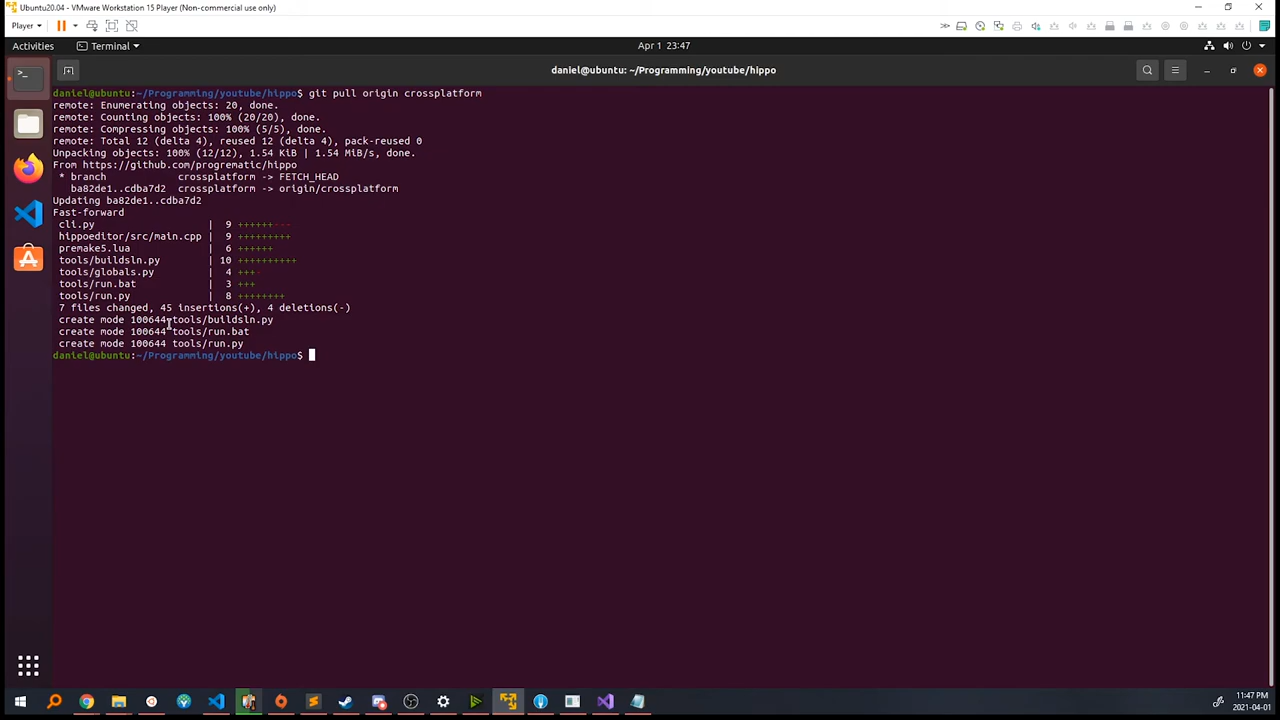 Ubuntu20.04 - VMware Workstation 15 Player (Non-commercial use only)
Player
Activities
Terminal
Apr 1 23:47
daniel@ubuntu: ~/Programming/youtube/hippo
daniel@ubuntu:~/Programming/youtube/hippo$ git pull origin crossplatform
remote: Enumerating objects: 20, done.
remote: Counting objects: 100% (20/20), done.
remote: Compressing objects: 100% (5/5), done.
remote: Total 12 (delta 4), reused 12 (delta 4), pack-reused 0
Unpacking objects: 100% (12/12), 1.54 KiB | 1.54 MiB/s, done.
From https://github.com/progrematic/hippo
* branch crossplatform -> FETCH_HEAD
ba82de1..cdba7d2 crossplatform -> origin/crossplatform
Updating ba82de1..cdba7d2
Fast-forward
cli.py | 9 ++++++---
hippoeditor/src/main.cpp | 9 +++++++++
premake5.lua | 6 ++++++
tools/buildsln.py | 10 ++++++++++
tools/globals.py | 4 +++-
tools/run.bat | 3 +++
tools/run.py | 8 ++++++++
7 files changed, 45 insertions(+), 4 deletions(-)
create mode 100644 tools/buildsln.py
create mode 100644 tools/run.bat
create mode 100644 tools/run.py
daniel@ubuntu:~/Programming/youtube/hippo$
11:47 PM
2021-04-01